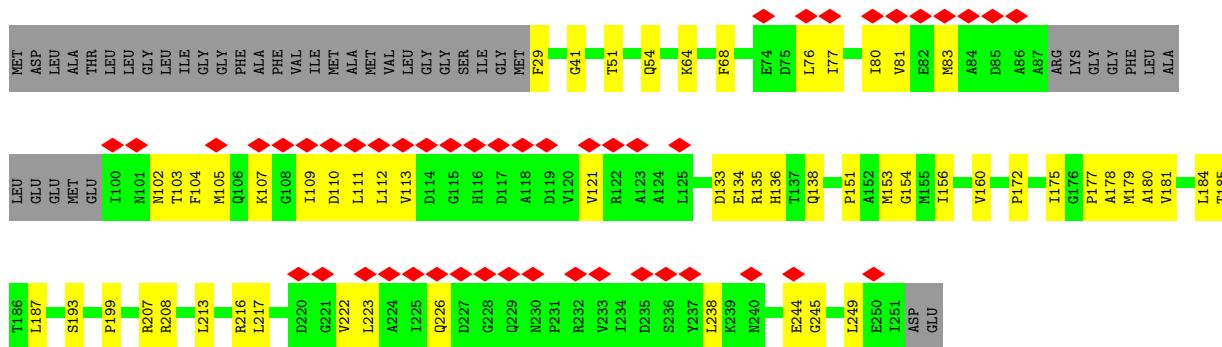 MET ASP LEU ALA THR LEU LEU GLY LEU ILE GLY GLY PHE ALA PHE VAL ILE MET ALA MET VAL LEU GLY GLY SER ILE GLY MET F29 G41 T51 Q54 K64 F68 E74 D75 L76 I77 I80 V81 E82 M83 A84 D85 A86 A87 ARG LYS GLY GLY PHE LEU ALA
LEU GLU GLU MET GLU I100 N101 N102 T103 F104 M105 Q106 K107 G108 I109 D110 L111 L112 V113 D114 G115 H116 D117 A118 D119 V120 V121 R122 A123 A124 L125 D133 E134 R135 H136 T137 Q138 P151 A152 M153 G154 M155 I156 V160 P172 I175 G176 P177 A178 M179 A180 V181 L184 T185
T186 L187 S193 P199 R207 R208 L213 R216 L217 D220 G221 V222 L223 A224 I225 Q226 D227 G228 Q229 N230 P231 R232 V233 I234 D235 S236 Y237 L238 K239 N240 E244 G245 L249 E250 I251 ASP GLU